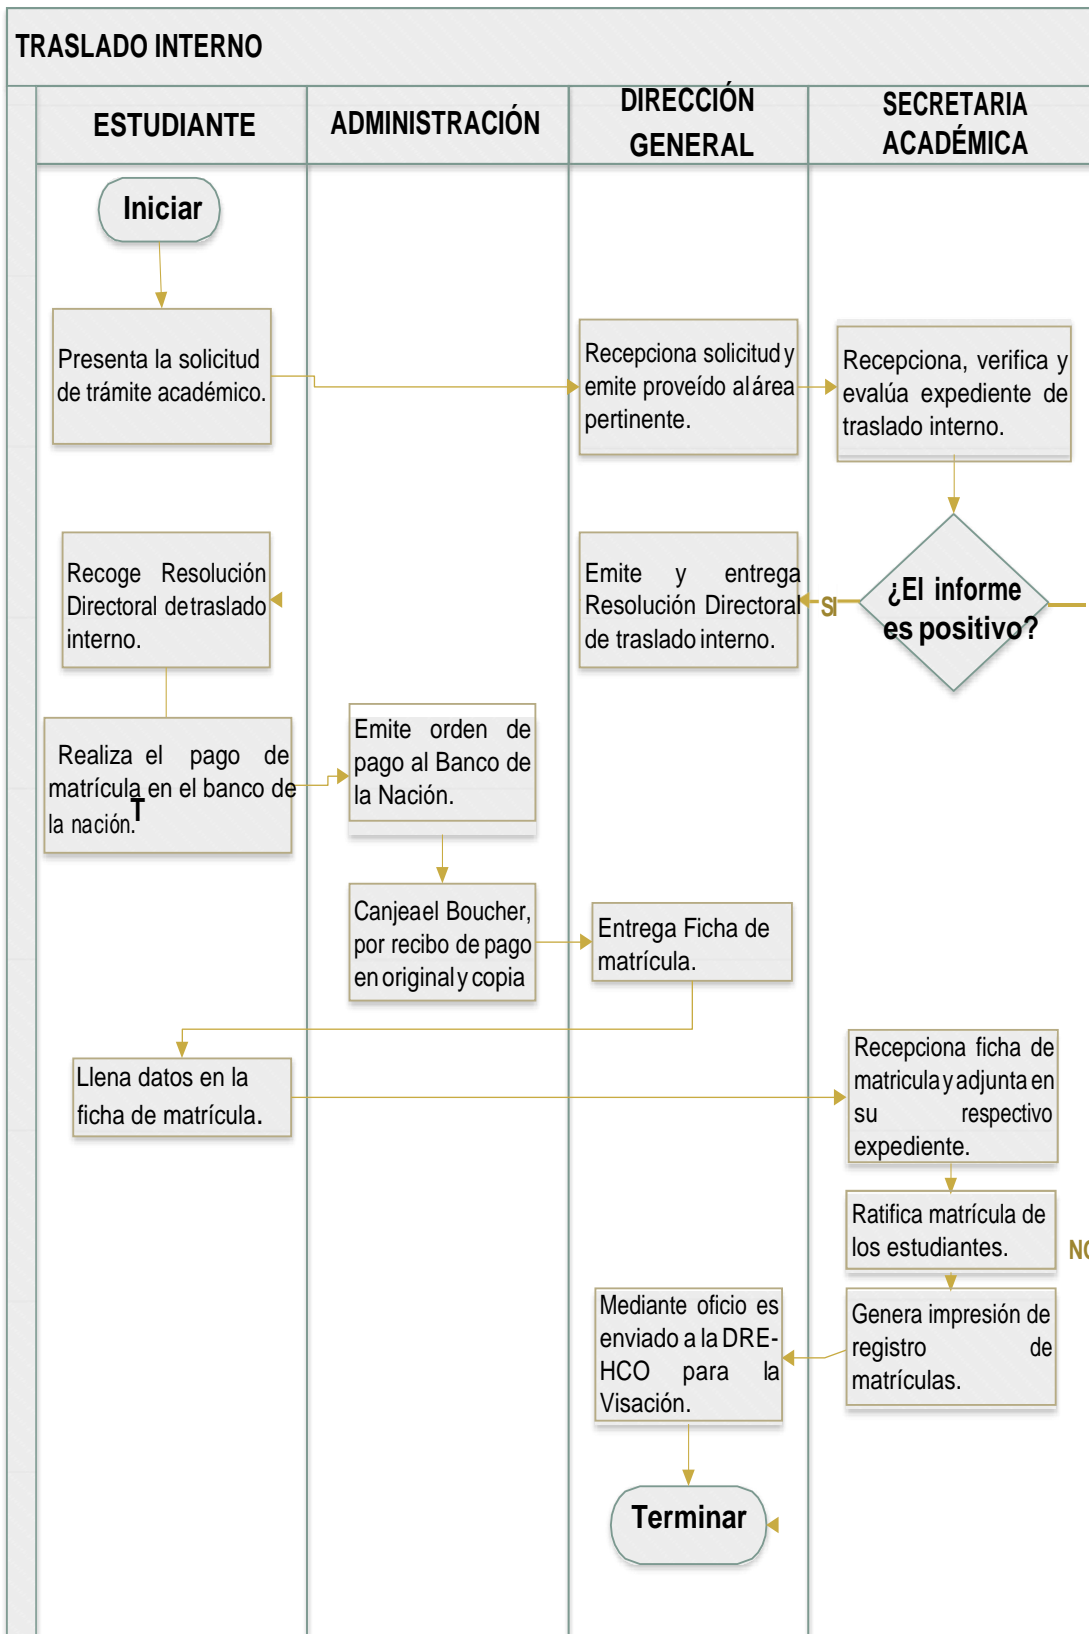 TRASLADO INTERNO
ESTUDIANTE
ADMINISTRACIÓN
DIRECCIÓN
GENERAL
SECRETARIA
ACADÉMICA
Iniciar
Presenta la solicitud
de trámite académico.
Recepciona solicitud y
emite proveído al área
pertinente.
Recepciona, verifica y
evalúa expediente de
traslado interno.
Recoge Resolución
Directoral de traslado
interno.
Emite y entrega
Resolución Directoral
de traslado interno.
SI
¿El informe
es positivo?
Realiza el pago de
matrícula en el banco de
la nación.
T
Emite orden de
pago al Banco de
la Nación.
Canjea el Boucher,
por recibo de pago
en original y copia
Entrega Ficha de
matrícula.
Llena datos en la
ficha de matrícula.
Recepciona ficha de
matricula y adjunta en
su respectivo
expediente.
Ratifica matrícula de
los estudiantes.
NO
Mediante oficio es
enviado a la DRE-
HCO para la
Visación.
Genera impresión de
registro de
matrículas.
Terminar